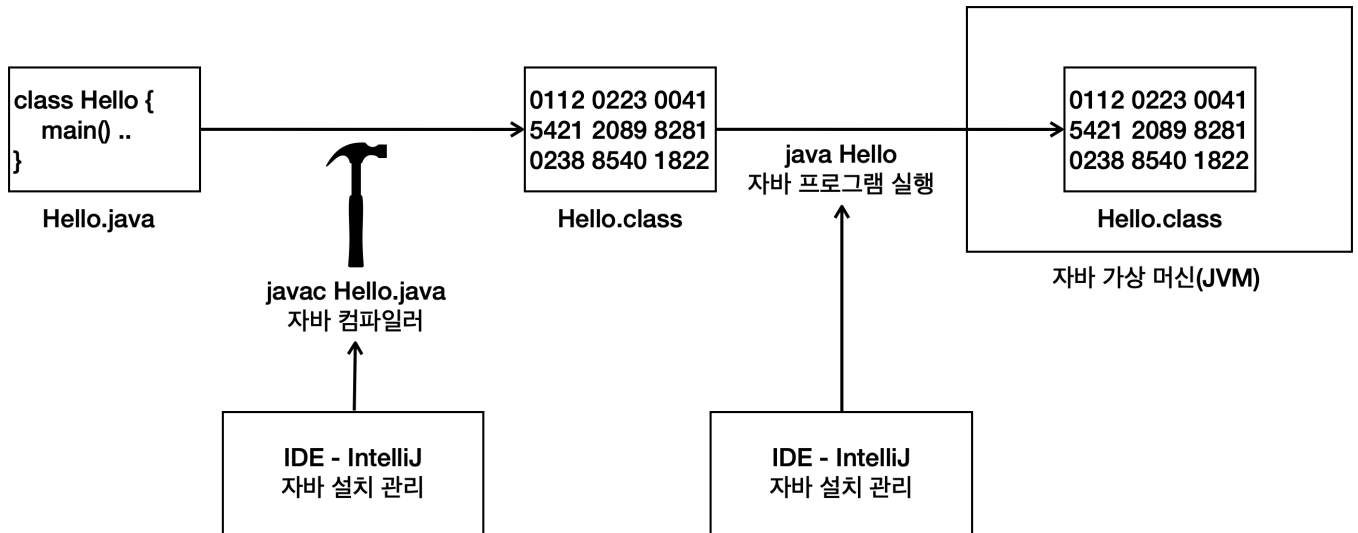 class Hello {
main() ..
}
Hello.java
javac Hello.java
자바 컴파일러
IDE - IntelliJ
자바 설치 관리
0112 0223 0041
5421 2089 8281
0238 8540 1822
Hello.class
java Hello
자바 프로그램 실행
IDE - IntelliJ
자바 설치 관리
0112 0223 0041
5421 2089 8281
0238 8540 1822
Hello.class
자바 가상 머신(JVM)